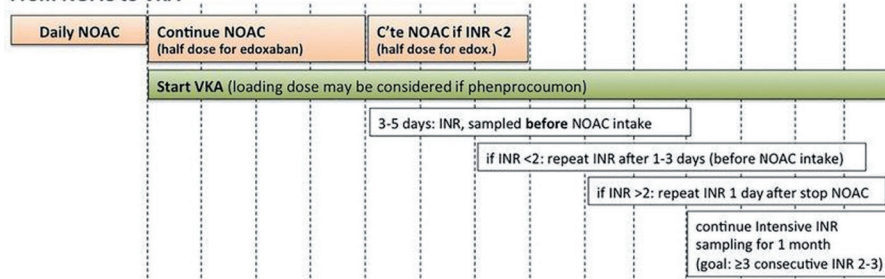 Daily NOAC
Continue NOAC
(half dose for edoxaban)
C'te NOAC if INR <2
(half dose for edox.)
Start VKA (loading dose may be considered if phenprocoumon)
3-5 days: INR, sampled before NOAC intake
if INR <2: repeat INR after 1-3 days (before NOAC intake)
if INR >2: repeat INR 1 day after stop NOAC
continue Intensive INR
sampling for 1 month
(goal: ≥3 consecutive INR 2-3)